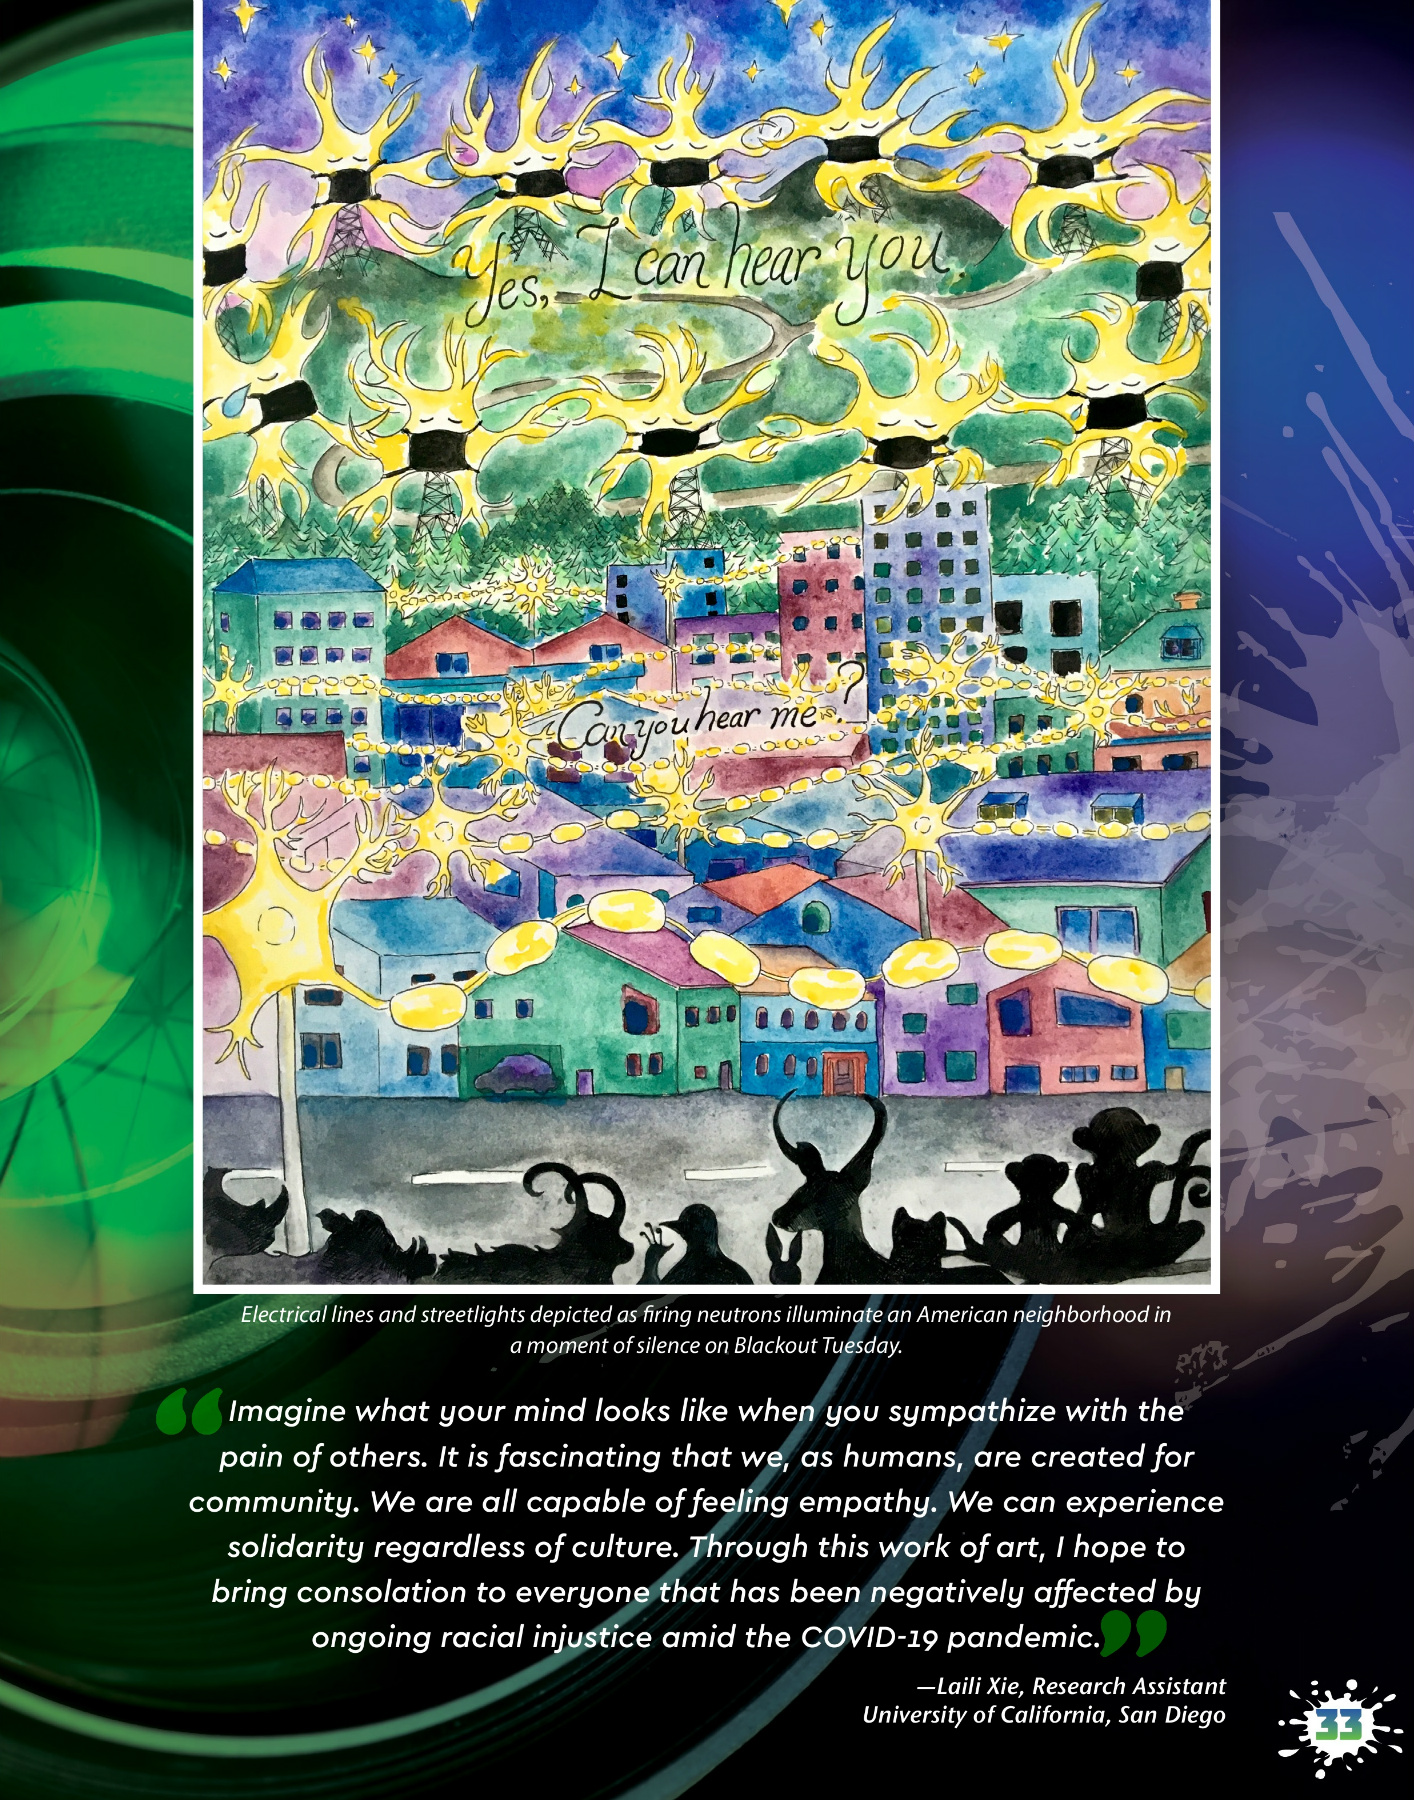 Yes, I can hear you.
Can you hear me?
Electrical lines and streetlights depicted as firing neutrons illuminate an American neighborhood in
a moment of silence on Blackout Tuesday.
“Imagine what your mind looks like when you sympathize with the
pain of others. It is fascinating that we, as humans, are created for
community. We are all capable of feeling empathy. We can experience
solidarity regardless of culture. Through this work of art, I hope to
bring consolation to everyone that has been negatively affected by
ongoing racial injustice amid the COVID-19 pandemic.”
—Laili Xie, Research Assistant
University of California, San Diego
33